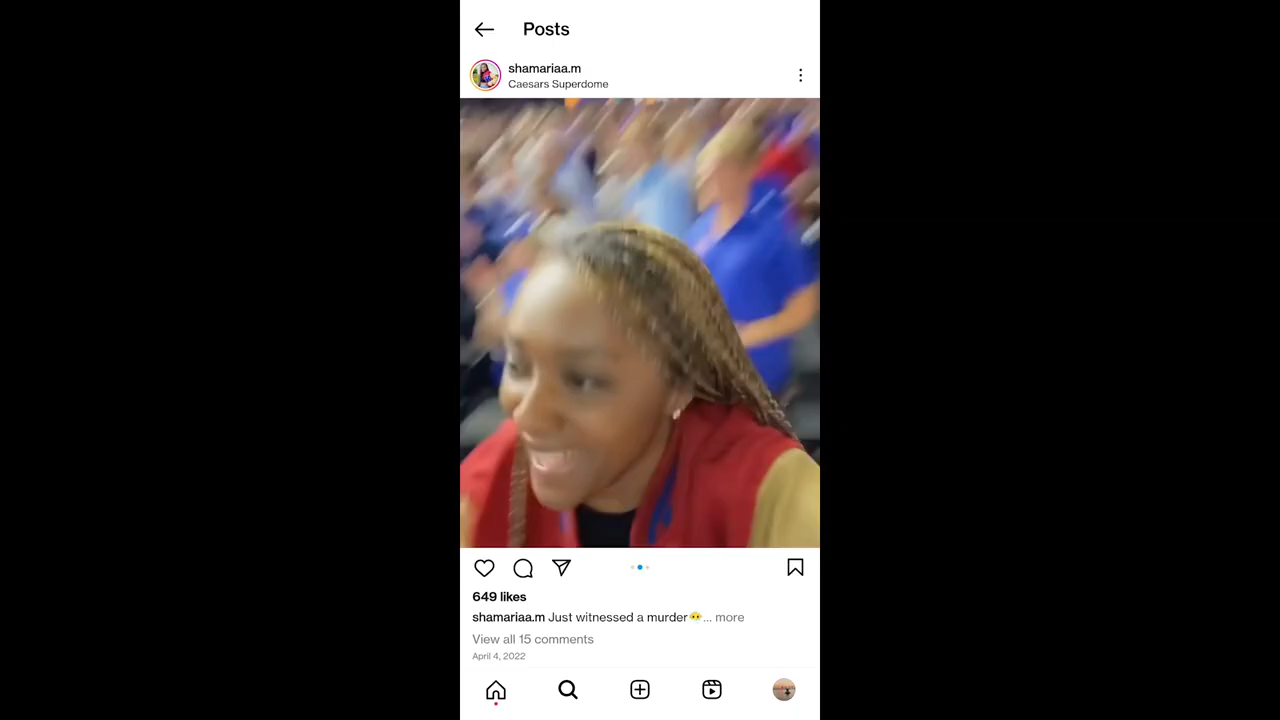 Posts
shamariaa.m
Caesars Superdome
649 likes
shamariaa.m Just witnessed a murder🫥... more
View all 15 comments
April 4, 2022